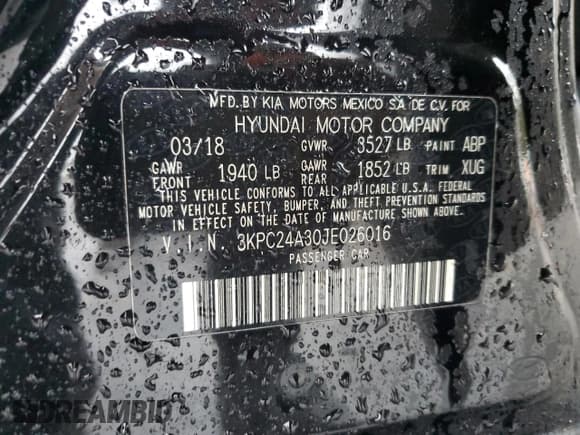 MFD. BY KIA MOTORS MEXICO S.A. DE C.V. FOR
HYUNDAI MOTOR COMPANY
03/18 GVWR 3527 LB PAINT ABP
GAWR FRONT 1940 LB GAWR REAR 1852 LB TRIM XUG
THIS VEHICLE CONFORMS TO ALL APPLICABLE U.S.A. FEDERAL
MOTOR VEHICLE SAFETY, BUMPER, AND THEFT PREVENTION STANDARDS
IN EFFECT ON THE DATE OF MANUFACTURE SHOWN ABOVE.
V.I.N. 3KPC24A30JE026016
PASSENGER CAR
DREAMBID